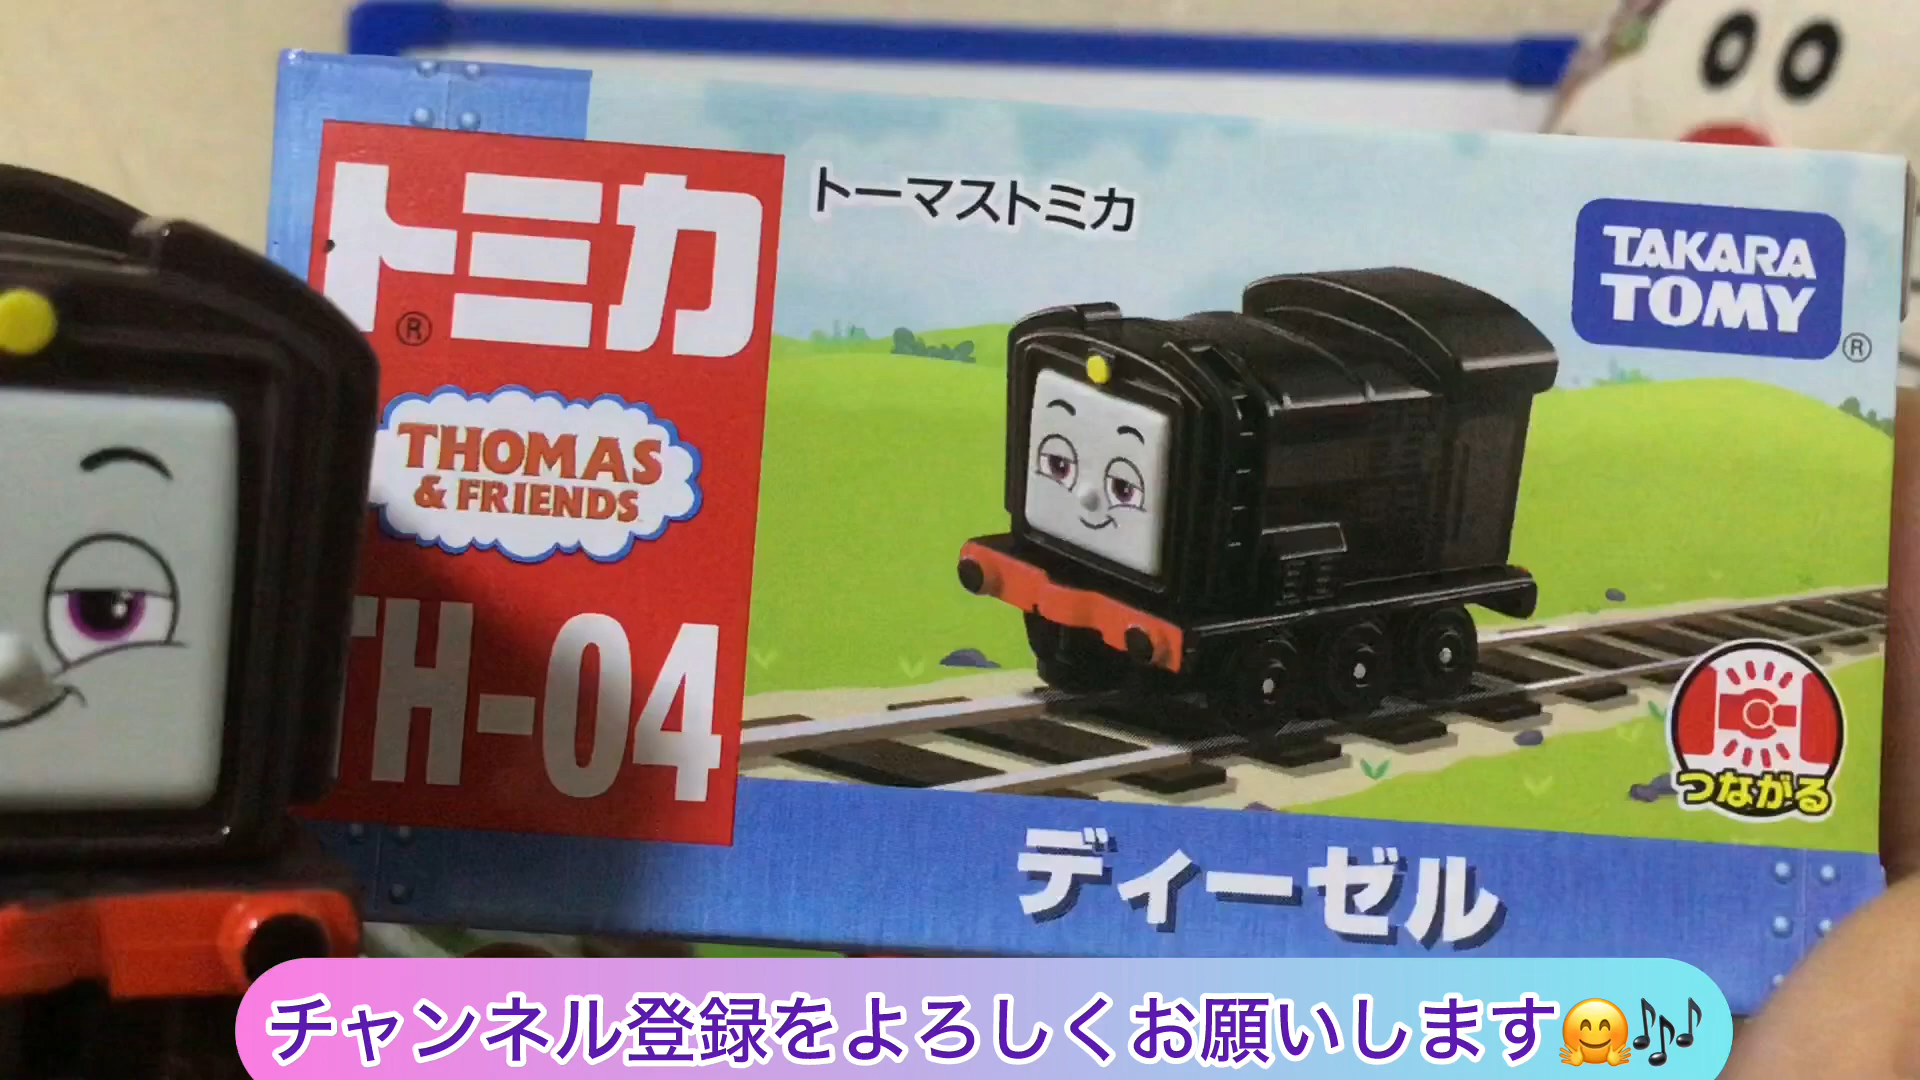 トミカ
®
トーマストミカ
TAKARA
TOMY
®
THOMAS
& FRIENDS
TH-04
つながる
ディーゼル
チャンネル登録をよろしくお願いします🤗🎶